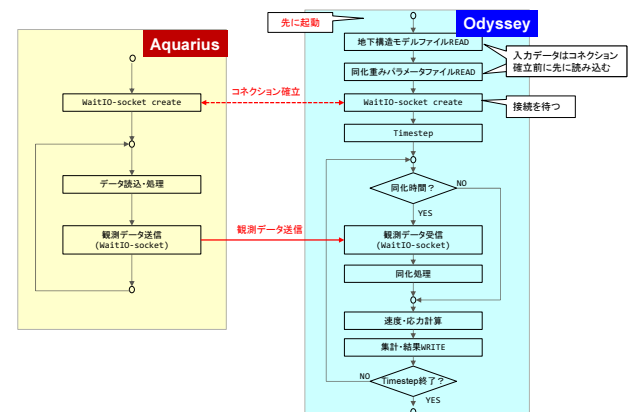 Aquarius
WaitIO-socket create
データ読込・処理
観測データ送信
(WaitIO-socket)
コネクション確立
観測データ送信
先に起動
Odyssey
地下構造モデルファイルREAD
同化重みパラメータファイルREAD
入力データはコネクション
確立前に先に読み込む
WaitIO-socket create
接続を待つ
Timestep
同化時間？
NO
YES
観測データ受信
(WaitIO-socket)
同化処理
速度・応力計算
集計・結果WRITE
NO
Timestep終了？
YES